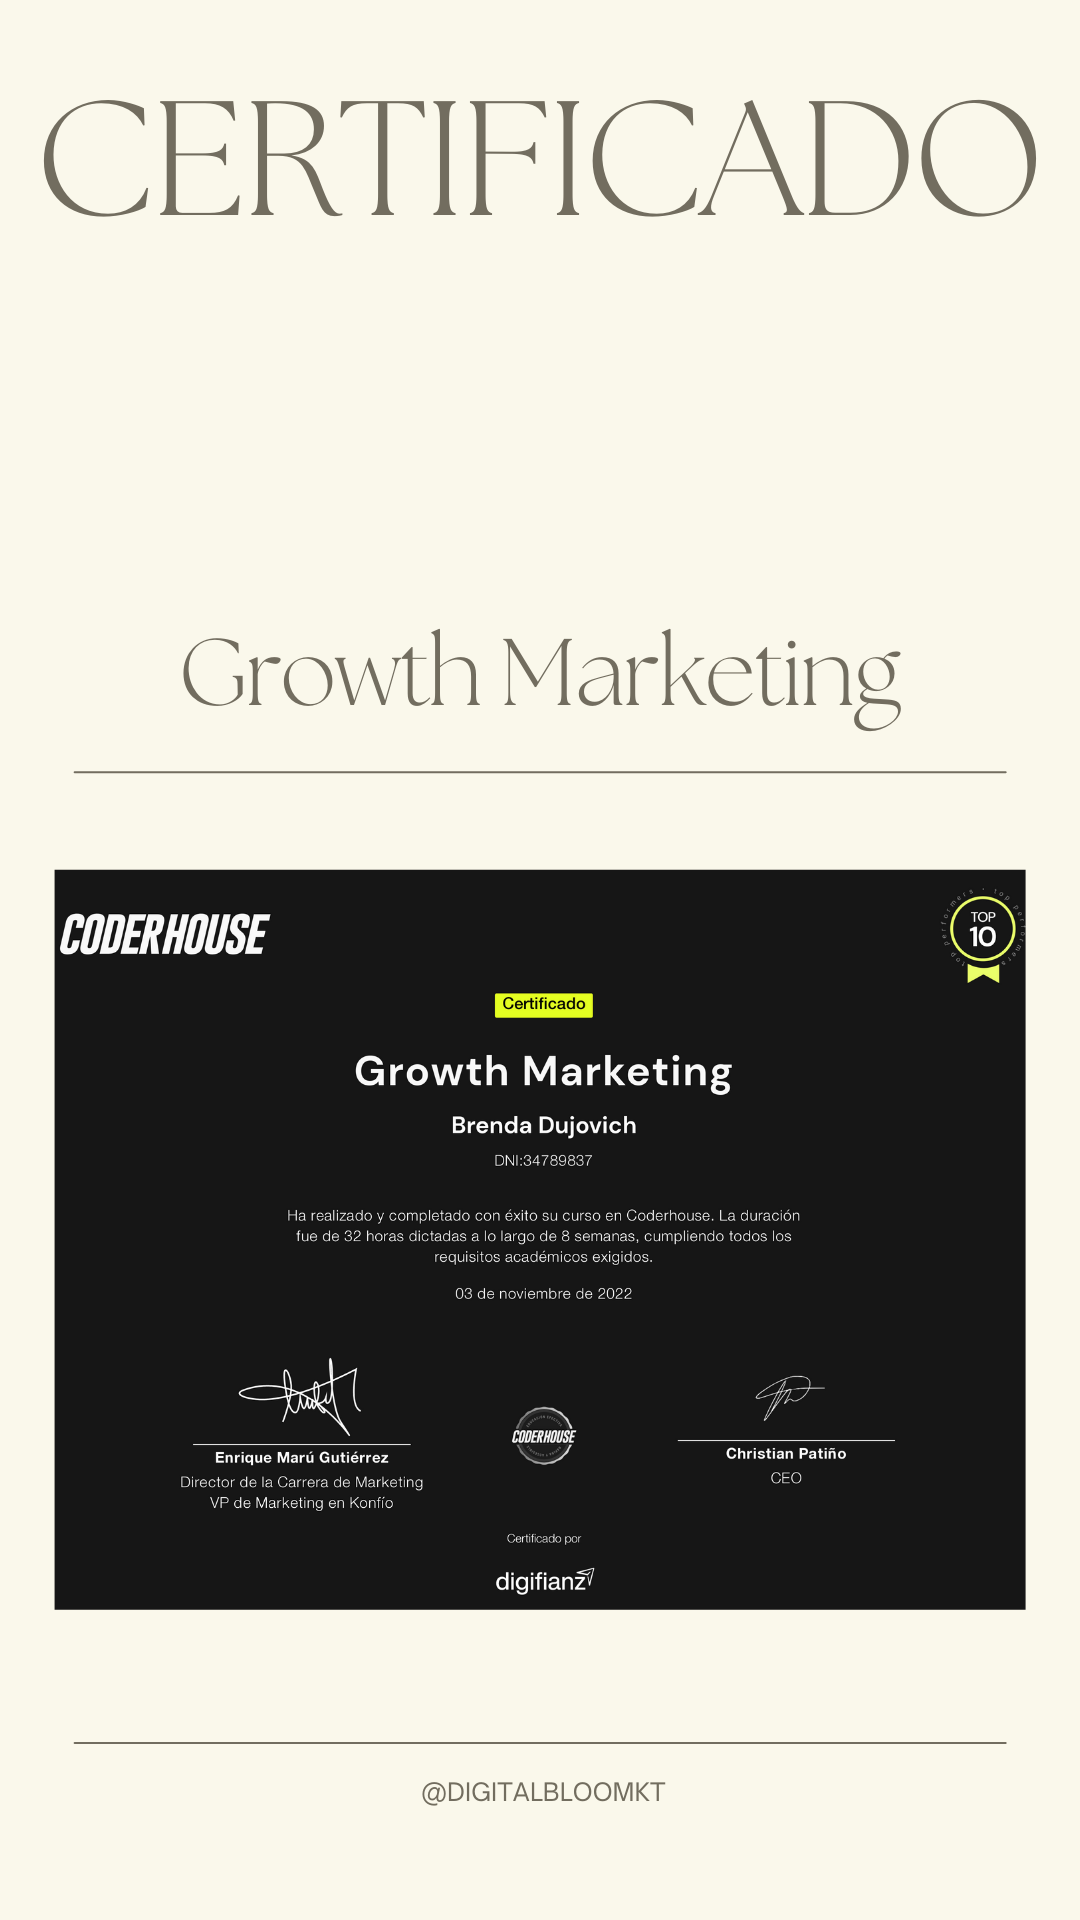 CERTIFICADO
Growth Marketing
CODERHOUSE
top performers • top performers
TOP
10
Certificado
Growth Marketing
Brenda Dujovich
DNI:34789837
Ha realizado y completado con éxito su curso en Coderhouse. La duración
fue de 32 horas dictadas a lo largo de 8 semanas, cumpliendo todos los
requisitos académicos exigidos.
03 de noviembre de 2022
CODERHOUSE
Enrique Marú Gutiérrez
Director de la Carrera de Marketing
VP de Marketing en Konfío
Christian Patiño
CEO
Certificado por
digifianz
@DIGITALBLOOMKT